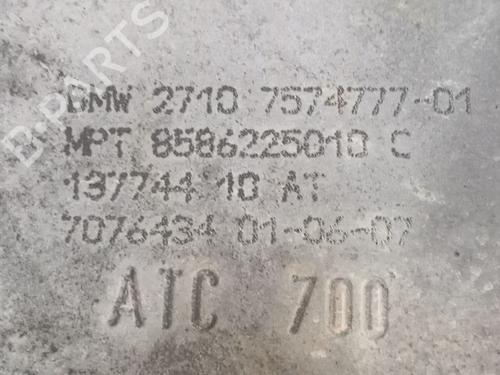 B-PARTS
BMW 2710 7574777-01
MPT 8586225010 C
137744 10 AT
7076434 01-06-07
ATC 700